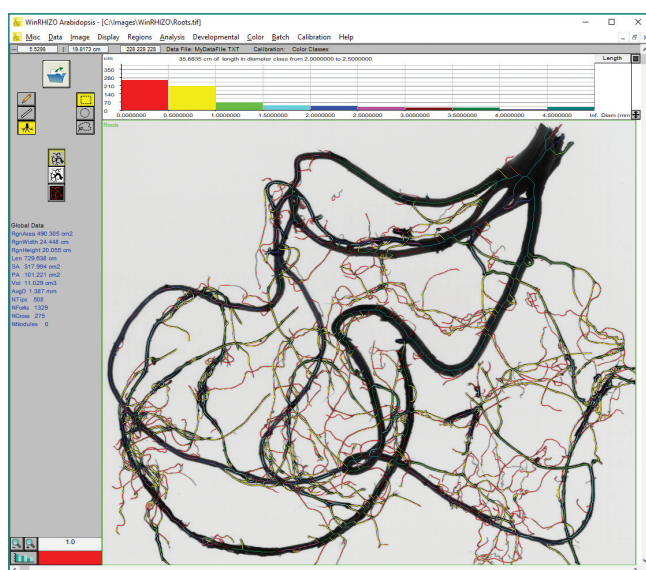 WinRHIZO Arabidopsis - [C:\Images\WinRHIZO\Roots.tif]
Misc Data Image Display Regions Analysis Developmental Color Batch Calibration Help
5.5298 19.8173 cm 228 228 228 Data File: MyDataFile.TXT Calibration: Color Classes:
cm 35.6835 cm of length in diameter class from 2.0000000 to 2.5000000 Length
350
280
210
140
70
0
0.0000000 0.5000000 1.0000000 1.5000000 2.0000000 2.5000000 3.0000000 3.5000000 4.0000000 4.5000000 Inf. Diam (mm
Roots
Global Data
RgnArea 490.305 cm2
RgnWidth 24.448 cm
RgnHeight 20.055 cm
Len 729.638 cm
SA 317.994 cm2
PA 101.221 cm2
Vol 11.029 cm3
AvgD 1.387 mm
NTips 508
NForks 1329
NCross 275
NNodules 0
1.0